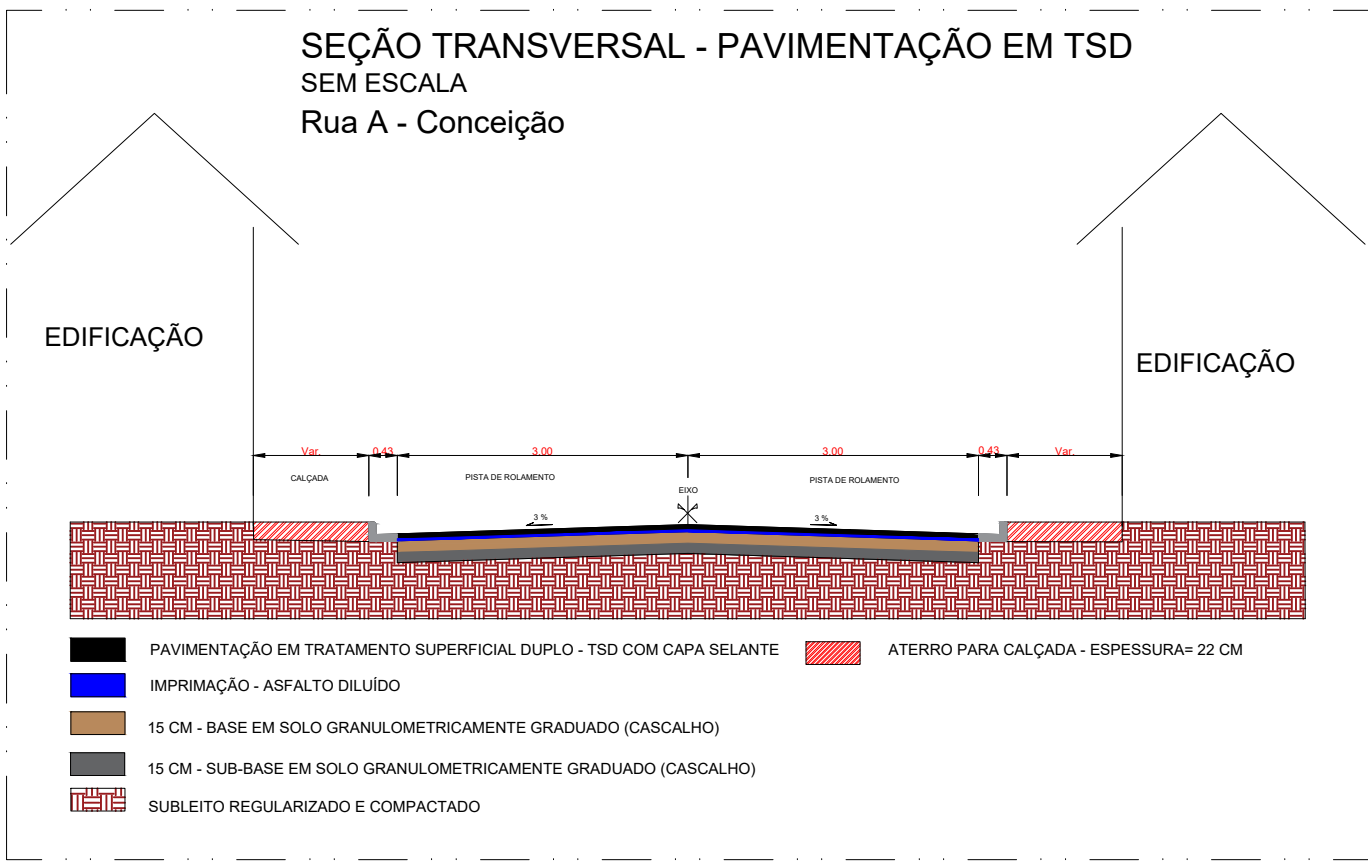 SEÇÃO TRANSVERSAL - PAVIMENTAÇÃO EM TSD
SEM ESCALA
Rua A - Conceição
EDIFICAÇÃO
EDIFICAÇÃO
Var. 0.43 3.00 3.00 0.43 Var.
CALÇADA PISTA DE ROLAMENTO PISTA DE ROLAMENTO
EIXO
3 % 3 %
PAVIMENTAÇÃO EM TRATAMENTO SUPERFICIAL DUPLO - TSD COM CAPA SELANTE
ATERRO PARA CALÇADA - ESPESSURA= 22 CM
IMPRIMAÇÃO - ASFALTO DILUÍDO
15 CM - BASE EM SOLO GRANULOMETRICAMENTE GRADUADO (CASCALHO)
15 CM - SUB-BASE EM SOLO GRANULOMETRICAMENTE GRADUADO (CASCALHO)
SUBLEITO REGULARIZADO E COMPACTADO